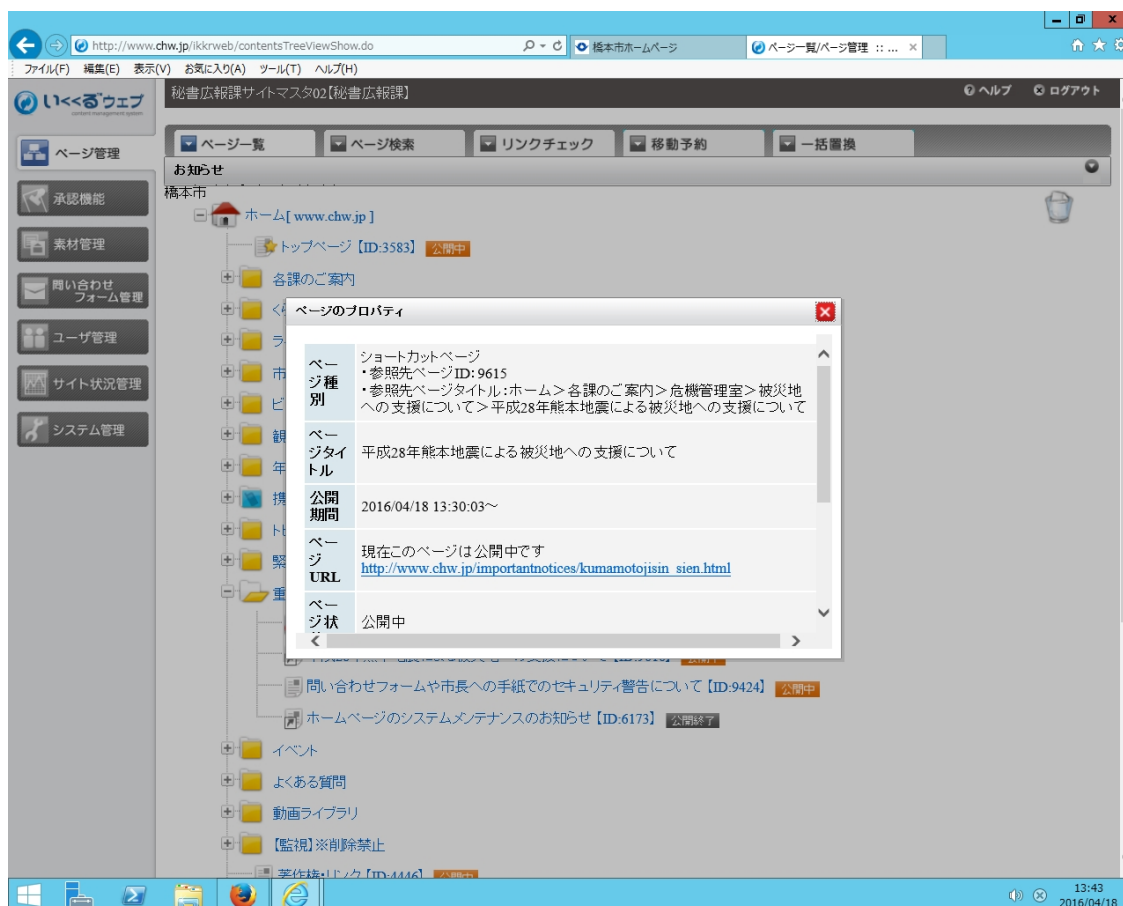 http://www.chw.jp/ikkrweb/contentsTreeViewShow.do
橋本市ホームページ
ページ一覧/ページ管理 :: ...
ファイル(F) 編集(E) 表示(V) お気に入り(A) ツール(T) ヘルプ(H)
い<<るウェブ
contents management system
秘書広報課サイトマスタ02【秘書広報課】
ヘルプ
ログアウト
ページ管理
承認機能
素材管理
問い合わせ
フォーム管理
ユーザ管理
サイト状況管理
システム管理
ページ一覧
ページ検索
リンクチェック
移動予約
一括置換
お知らせ
橋本市
ホーム[ www.chw.jp ]
トップページ【ID:3583】 公開中
各課のご案内
ページのプロパティ
ページ種別
ショートカットページ
・参照先ページID:9615
・参照先ページタイトル:ホーム>各課のご案内>危機管理室>被災地
への支援について>平成28年熊本地震による被災地への支援について
ページタイトル
平成28年熊本地震による被災地への支援について
公開
期間
2016/04/18 13:30:03～
ページ
URL
現在このページは公開中です
http://www.chw.jp/importantnotices/kumamotojisin_sien.html
ページ状
公開中
問い合わせフォームや市長への手紙でのセキュリティ警告について【ID:9424】 公開中
ホームページのシステムメンテナンスのお知らせ【ID:6173】 公開終了
イベント
よくある質問
動画ライブラリ
【監視】※削除禁止
著作権・リンク【ID:4446】 公開中
13:43
2016/04/18